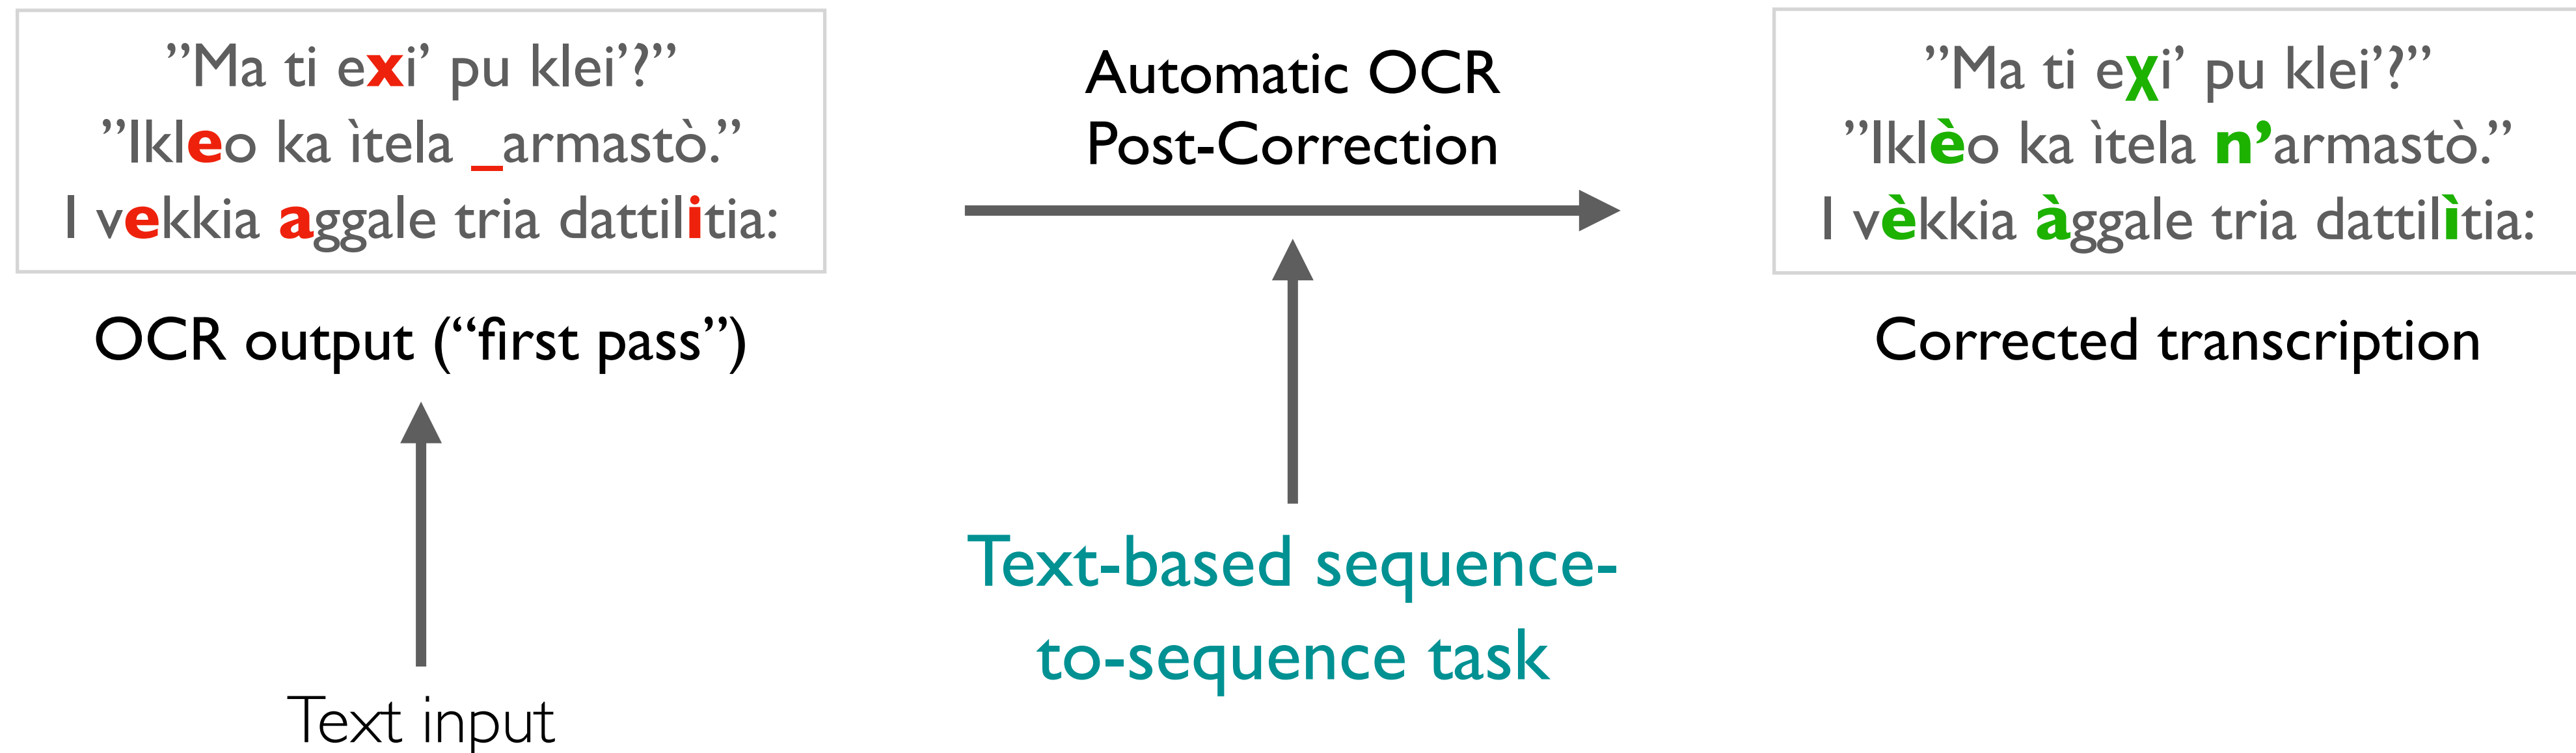 ”Ma ti exi’ pu klei’?”
”Ikleo ka ìtela _armastò.”
I vekkia aggale tria dattilitia:
OCR output (“first pass”)
Text input
Automatic OCR
Post-Correction
Text-based sequence-
to-sequence task
”Ma ti eχi’ pu klei’?”
”Iklèo ka ìtela n’armastò.”
I vèkkia àggale tria dattilìtia:
Corrected transcription